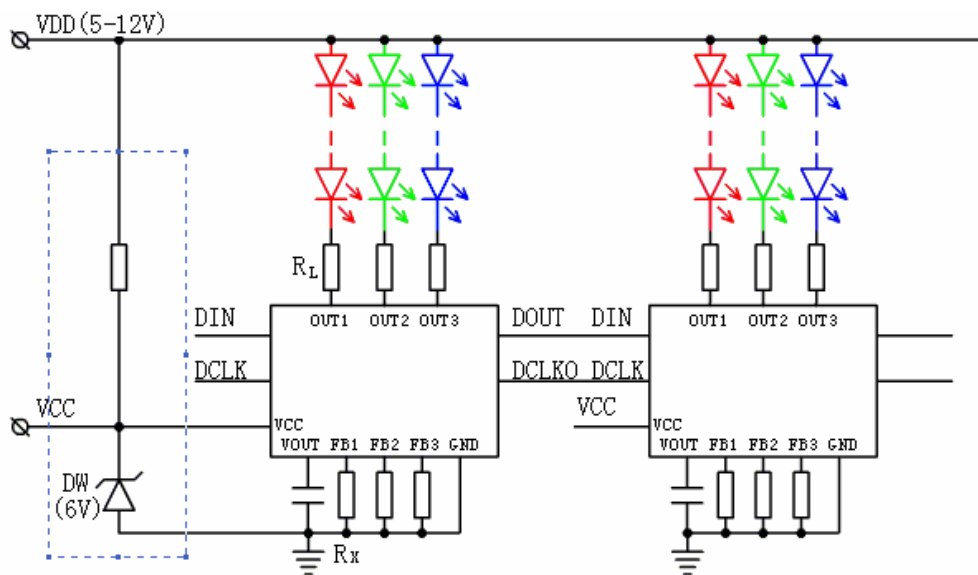 VDD(5-12V)
RL
OUT1 OUT2 OUT3
OUT1 OUT2 OUT3
DIN
DOUT DIN
DCLK
DCLKO DCLK
VCC
VCC
VCC
VCC
VOUT FB1 FB2 FB3 GND
VOUT FB1 FB2 FB3 GND
DW
(6V)
Rx